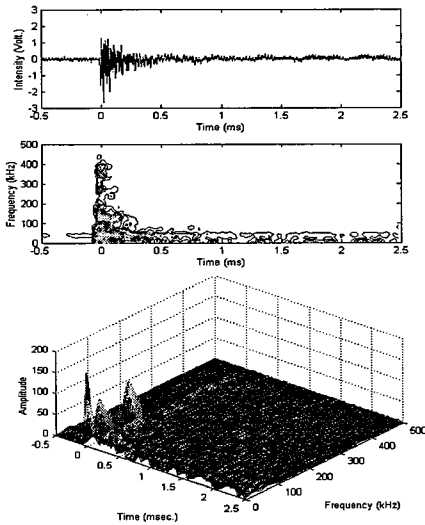 3
2
1
0
-1
-2
-3
Intensity (Volt.)
-0.5 0 0.5 1 1.5 2 2.5
Time (ms)
500
400
300
200
100
0
Frequency (kHz)
-0.5 0 0.5 1 1.5 2 2.5
Time (ms)
200
150
100
50
0
Amplitude
-0.5 0 0.5 1 1.5 2 2.5
Time (msec.)
0 100 200 300 400 500
Frequency (kHz)